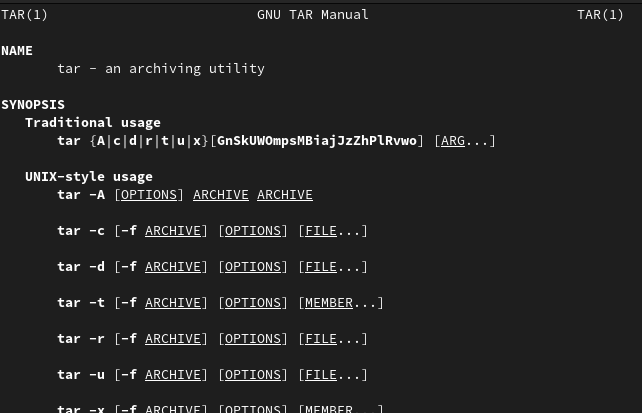 TAR(1) GNU TAR Manual TAR(1)
NAME
tar - an archiving utility
SYNOPSIS
Traditional usage
tar {A|c|d|r|t|u|x}[GnSkUWOmpsMBiajJzZhPlRvwo] [ARG...]
UNIX-style usage
tar -A [OPTIONS] ARCHIVE ARCHIVE
tar -c [-f ARCHIVE] [OPTIONS] [FILE...]
tar -d [-f ARCHIVE] [OPTIONS] [FILE...]
tar -t [-f ARCHIVE] [OPTIONS] [MEMBER...]
tar -r [-f ARCHIVE] [OPTIONS] [FILE...]
tar -u [-f ARCHIVE] [OPTIONS] [FILE...]
tar -x [-f ARCHIVE] [OPTIONS] [MEMBER...]